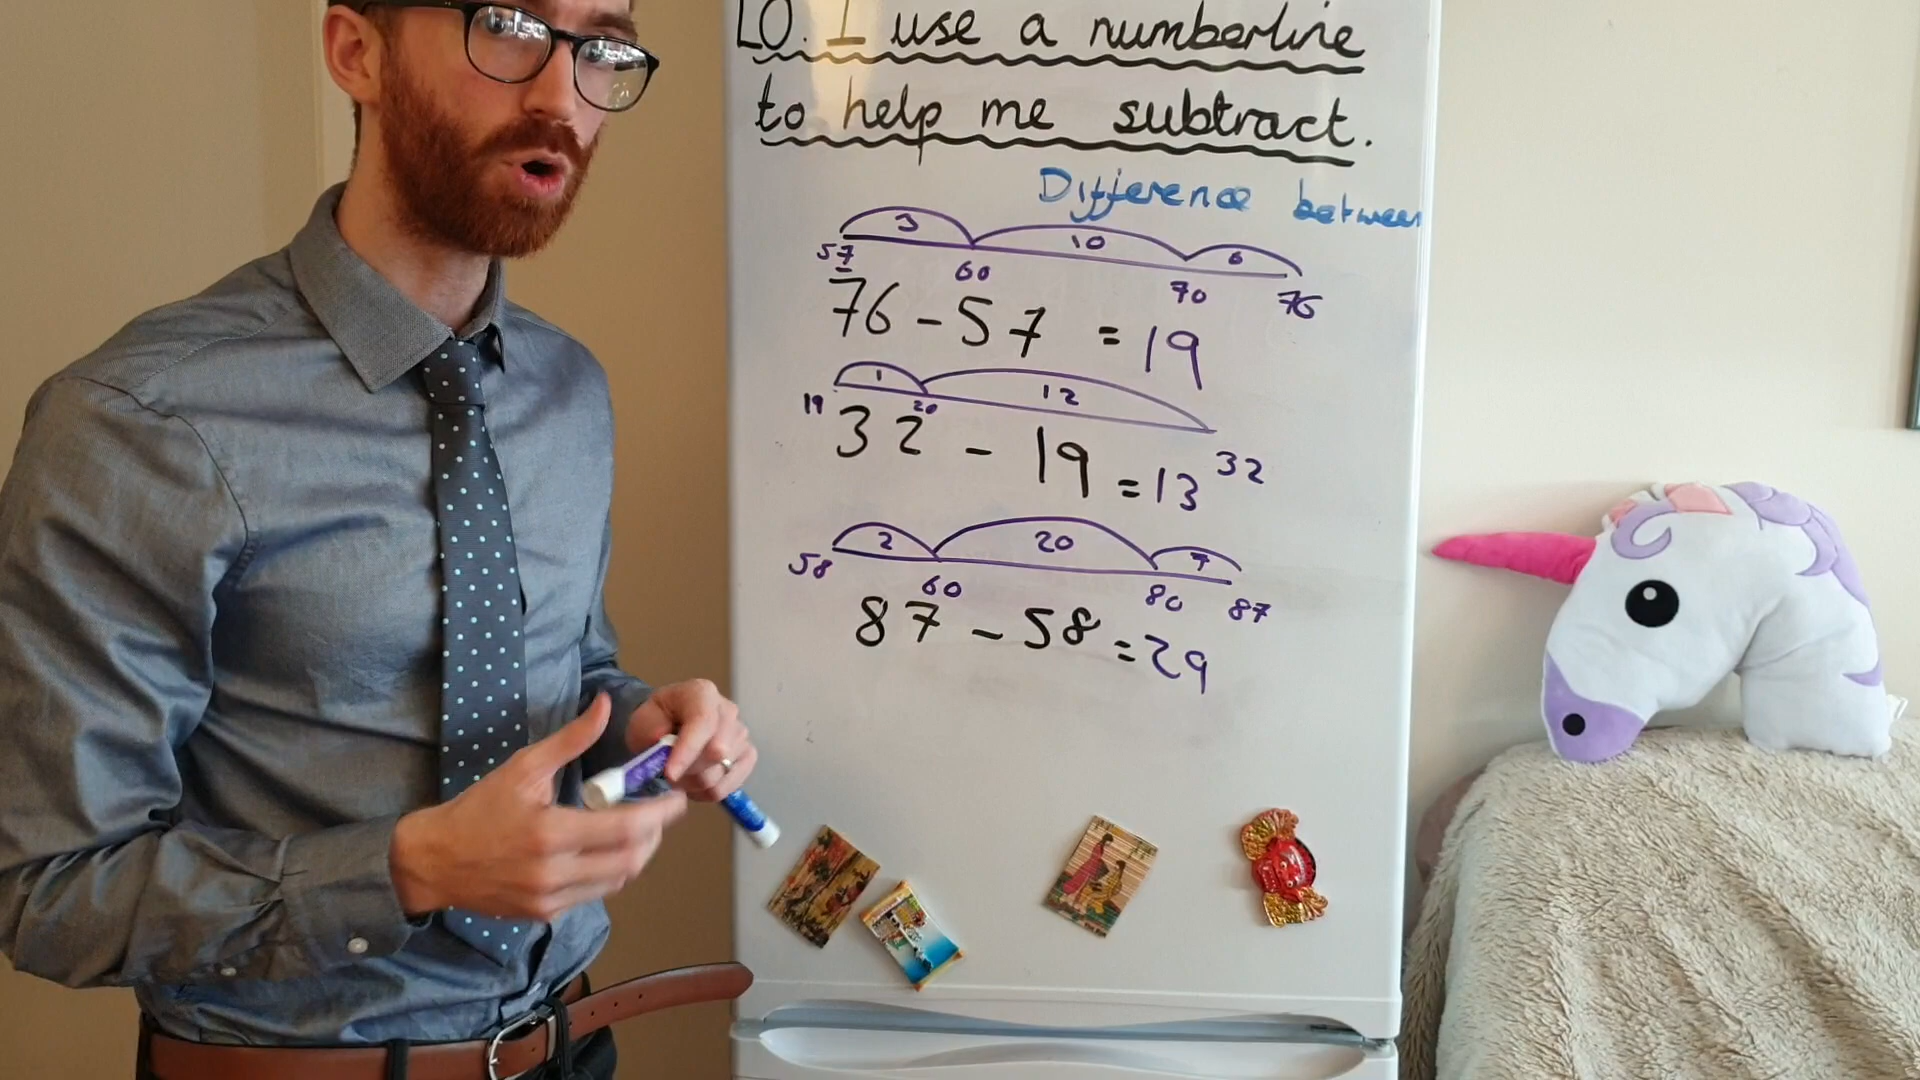 LO. I use a numberline
to help me subtract.
Difference between
3 10 6
57 60 70 76
76 - 57 = 19
1 12
19 20 32
32 - 19 = 13
2 20 7
58 60 80 87
87 - 58 = 29